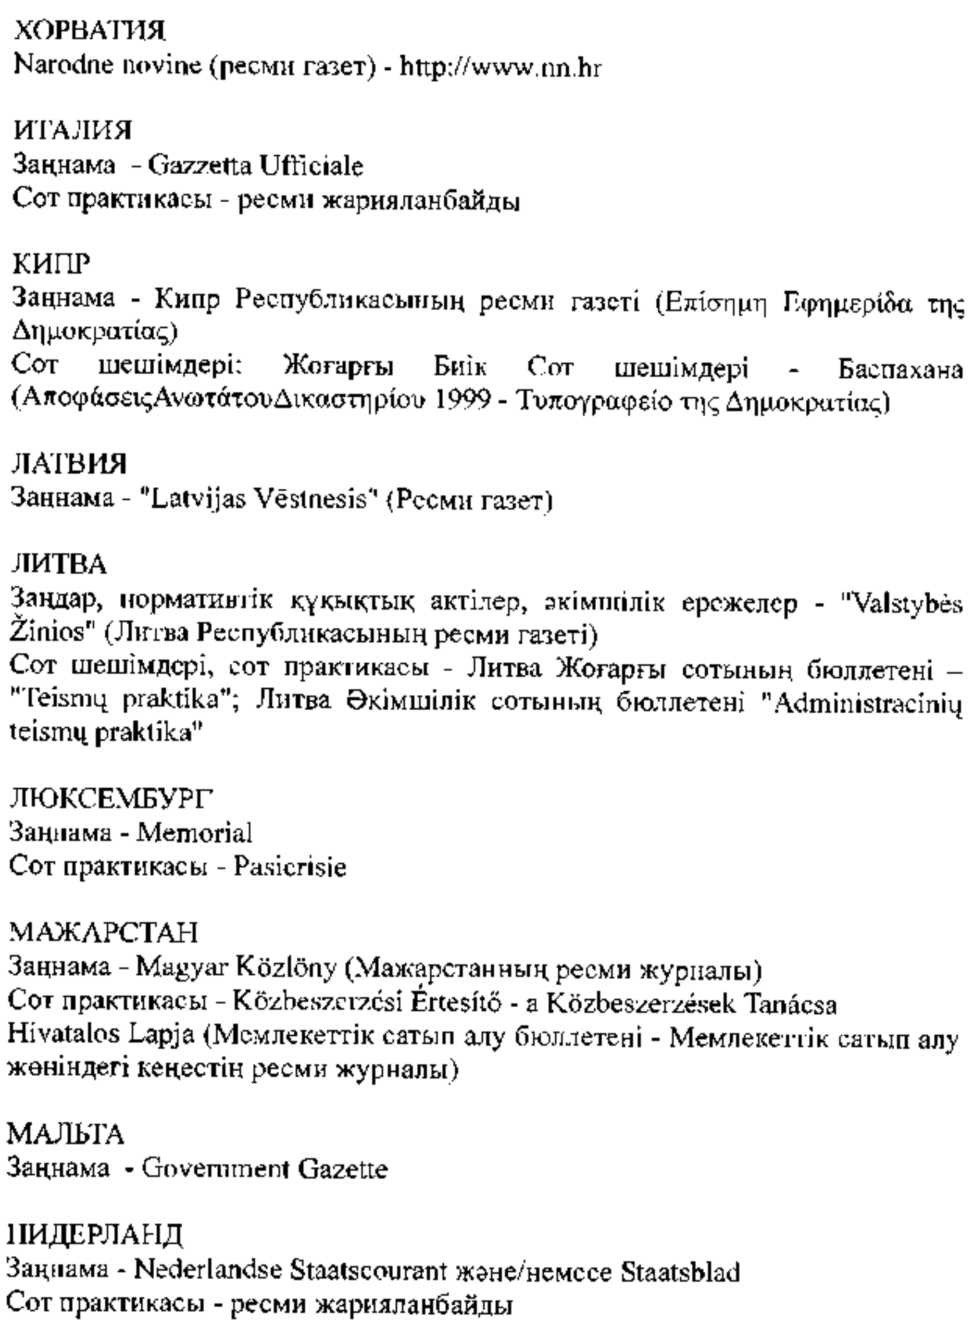 ХОРВАТИЯ
Narodne novine (ресми газет) - http://www.nn.hr
ИТАЛИЯ
Заңнама - Gazzetta Ufficiale
Сот практикасы - ресми жарияланбайды
КИПР
Заңнама - Кипр Республикасының ресми газеті (Επίσημη Εφημερίδα της
Δημοκρατίας)
Сот шешімдері: Жоғарғы Биік Сот шешімдері - Баспахана
(ΑποφάσειςΑνωτάτουΔικαστηρίου 1999 - Τυπογραφείο της Δημοκρατίας)
ЛАТВИЯ
Заңнама - "Latvijas Vēstnesis" (Ресми газет)
ЛИТВА
Заңдар, нормативтік құқықтық актілер, әкімшілік ережелер - "Valstybės
Žinios" (Литва Республикасының ресми газеті)
Сот шешімдері, сот практикасы - Литва Жоғарғы сотының бюллетені –
"Teismų praktika"; Литва Әкімшілік сотының бюллетені "Administracinių
teismų praktika"
ЛЮКСЕМБУРГ
Заңнама - Memorial
Сот практикасы - Pasicrisie
МАЖАРСТАН
Заңнама - Magyar Közlöny (Мажарстанның ресми журналы)
Сот практикасы - Közbeszerzési Értesítő - a Közbeszerzések Tanácsa
Hivatalos Lapja (Мемлекеттік сатып алу бюллетені - Мемлекеттік сатып алу
жөніндегі кеңестің ресми журналы)
МАЛЬТА
Заңнама - Government Gazette
НИДЕРЛАНД
Заңнама - Nederlandse Staatscourant және/немесе Staatsblad
Сот практикасы - ресми жарияланбайды